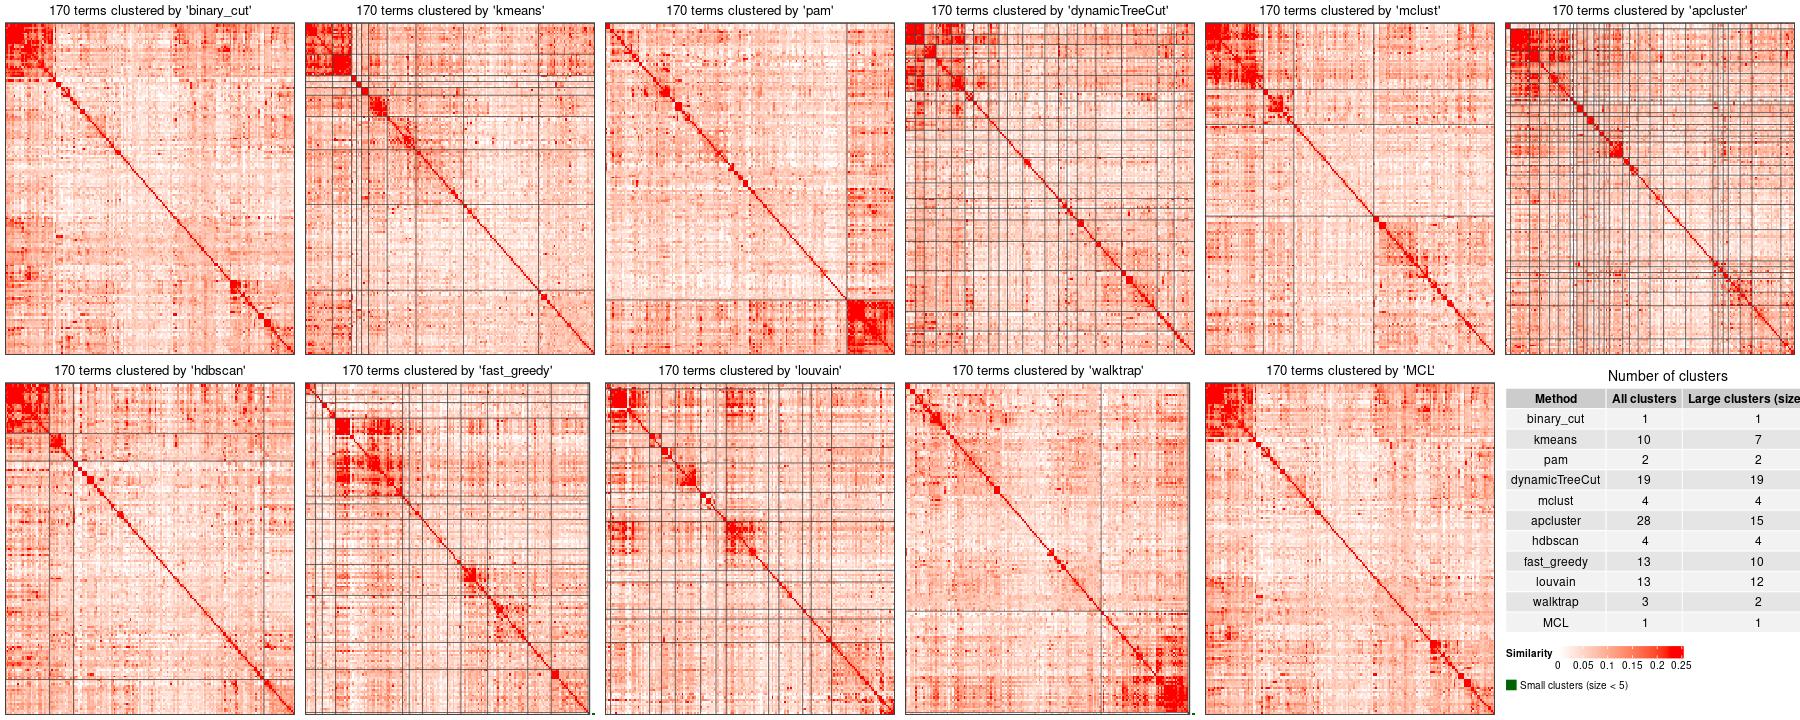 170 terms clustered by 'binary_cut'
170 terms clustered by 'kmeans'
170 terms clustered by 'pam'
170 terms clustered by 'dynamicTreeCut'
170 terms clustered by 'mclust'
170 terms clustered by 'apcluster'
170 terms clustered by 'hdbscan'
170 terms clustered by 'fast_greedy'
170 terms clustered by 'louvain'
170 terms clustered by 'walktrap'
170 terms clustered by 'MCL'
Number of clusters
Method All clusters Large clusters (size
binary_cut 1 1
kmeans 10 7
pam 2 2
dynamicTreeCut 19 19
mclust 4 4
apcluster 28 15
hdbscan 4 4
fast_greedy 13 10
louvain 13 12
walktrap 3 2
MCL 1 1
Similarity
0 0.05 0.1 0.15 0.2 0.25
Small clusters (size < 5)